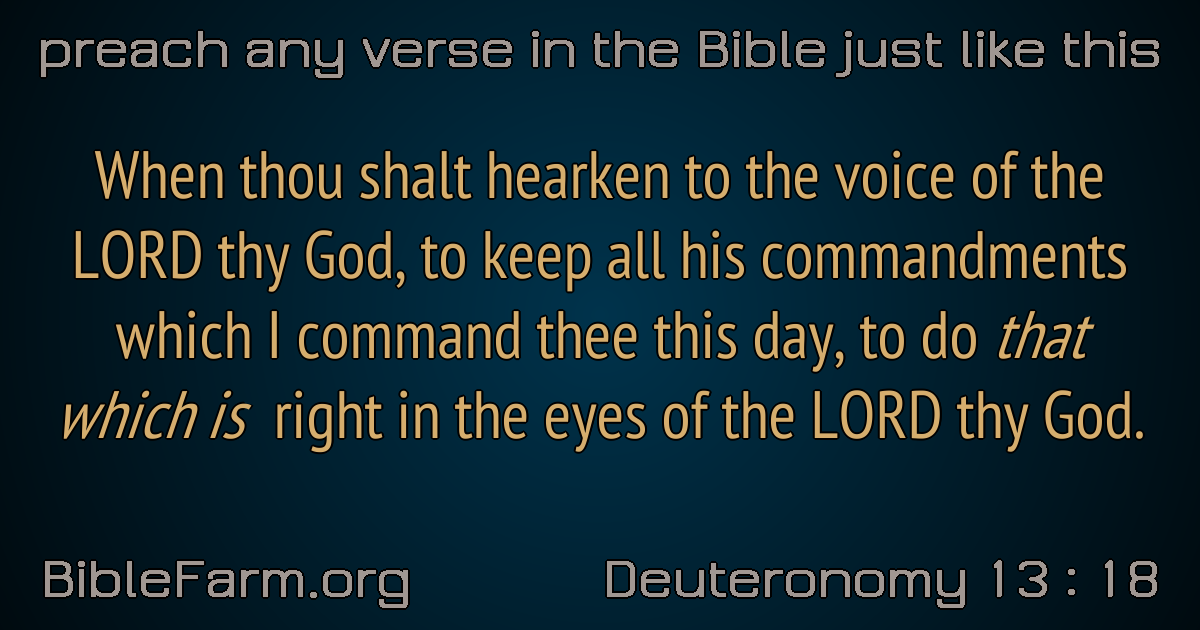 preach any verse in the Bible just like this
When thou shalt hearken to the voice of the
LORD thy God, to keep all his commandments
which I command thee this day, to do that
which is right in the eyes of the LORD thy God.
BibleFarm.org
Deuteronomy 13 : 18